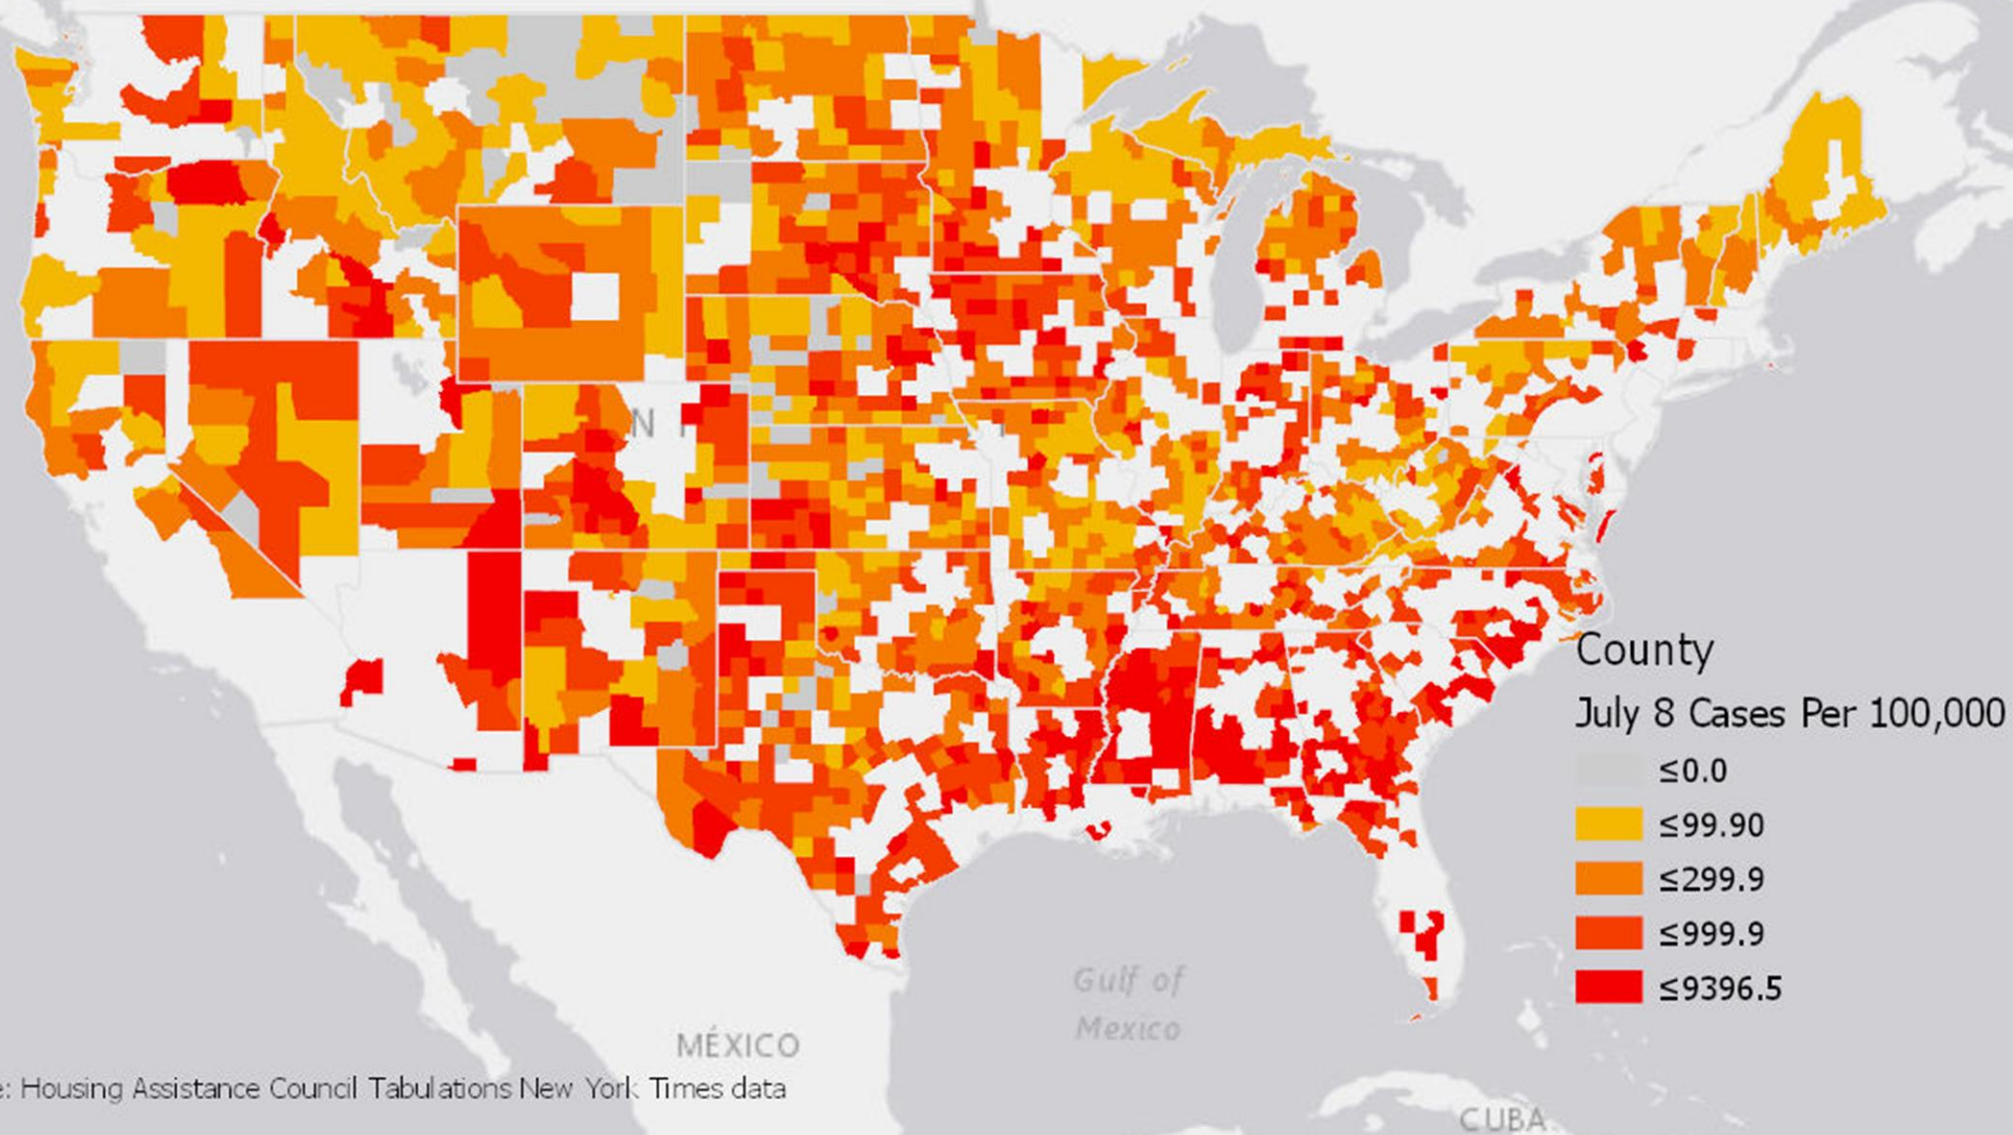 N
County
July 8 Cases Per 100,000
≤0.0
≤99.90
≤299.9
≤999.9
≤9396.5
Gulf of
Mexico
MÉXICO
: Housing Assistance Council Tabulations New York Times data
CUBA